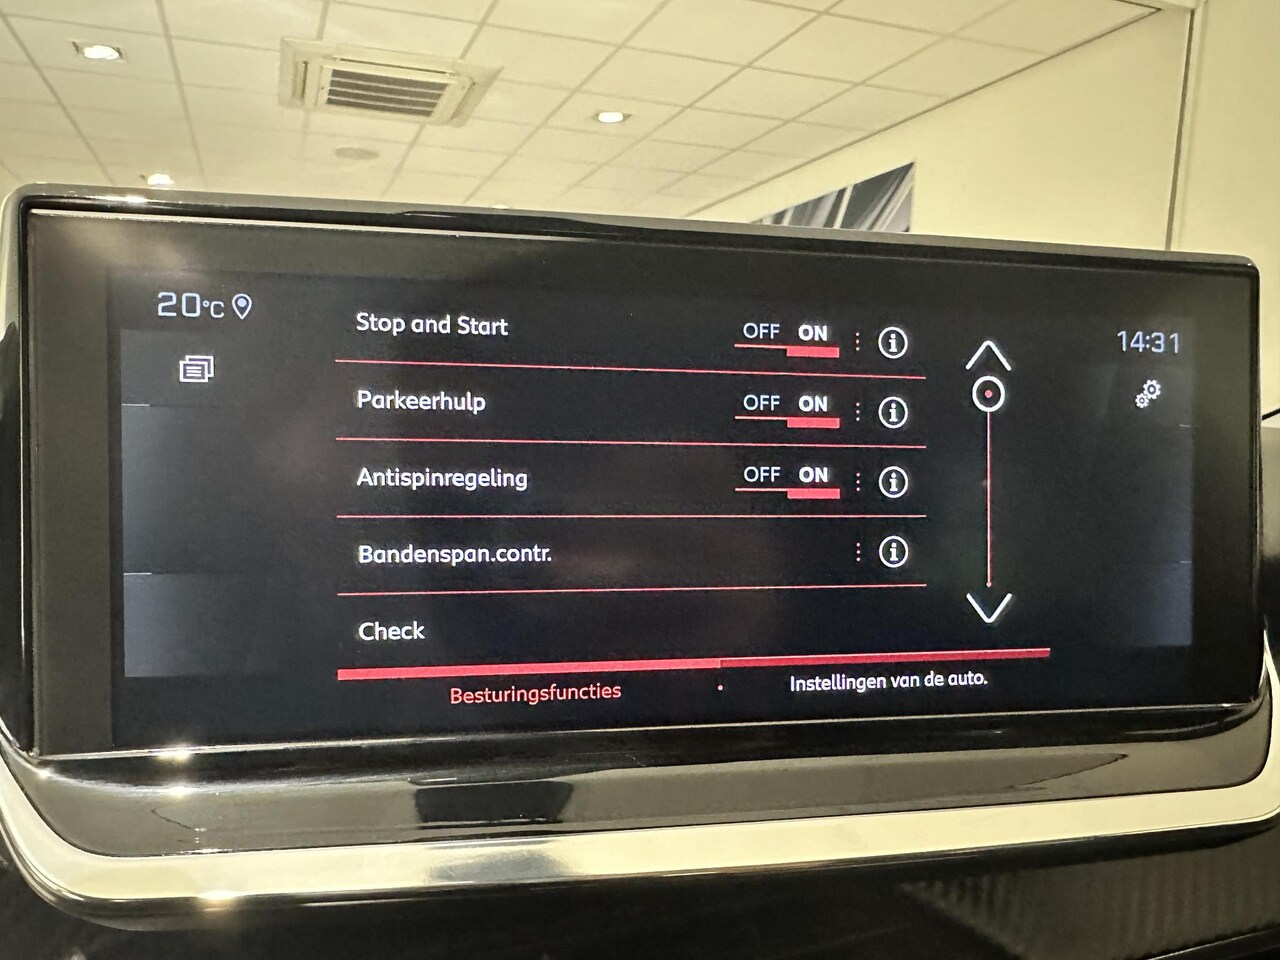 20°C
14:31
Stop and Start OFF ON
Parkeerhulp OFF ON
Antispinregeling OFF ON
Bandenspan.contr.
Check
Besturingsfuncties
Instellingen van de auto.